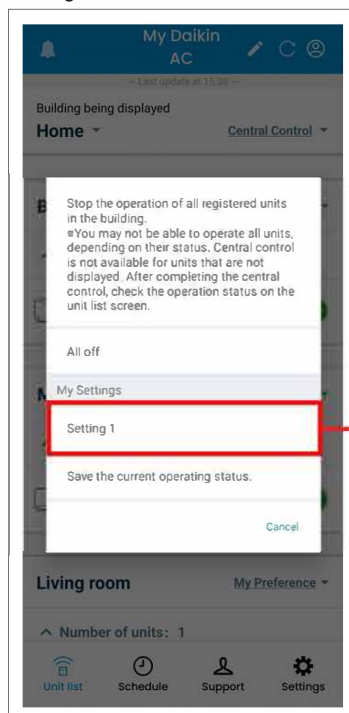 My Daikin
AC
— Last update at 15:36 —
Building being displayed
Home
Central Control
B
Stop the operation of all registered units
in the building.
※You may not be able to operate all units,
depending on their status. Central control
is not available for units that are not
displayed. After completing the central
control, check the operation status on the
unit list screen.
All off
My Settings
Setting 1
Save the current operating status.
Cancel
Living room
My Preference
Number of units: 1
Unit list
Schedule
Support
Settings